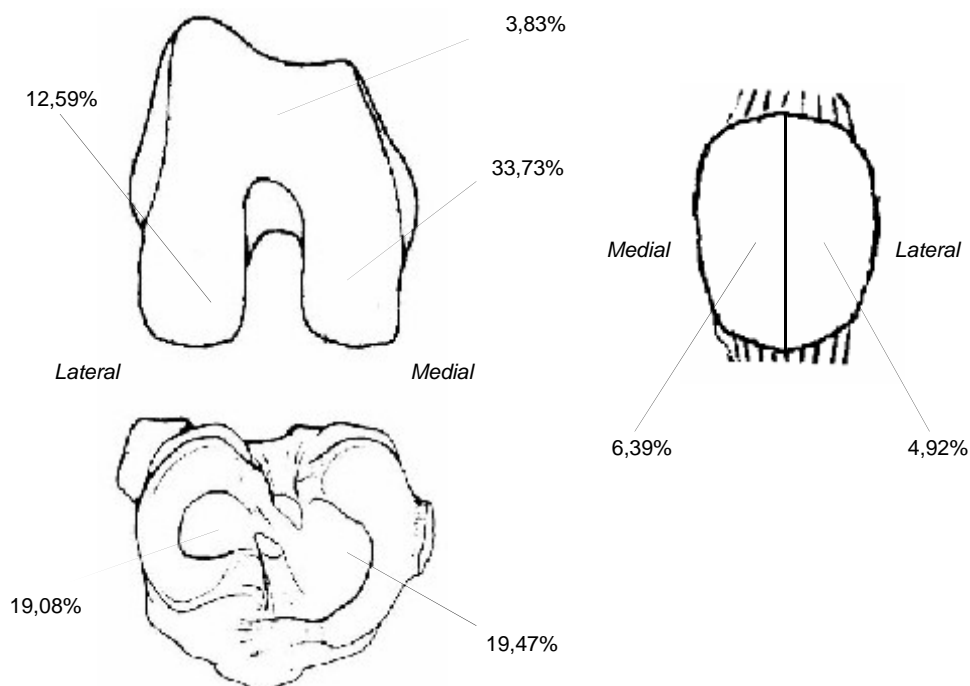 3,83%
12,59%
33,73%
Medial
Lateral
Lateral
Medial
6,39%
4,92%
19,08%
19,47%